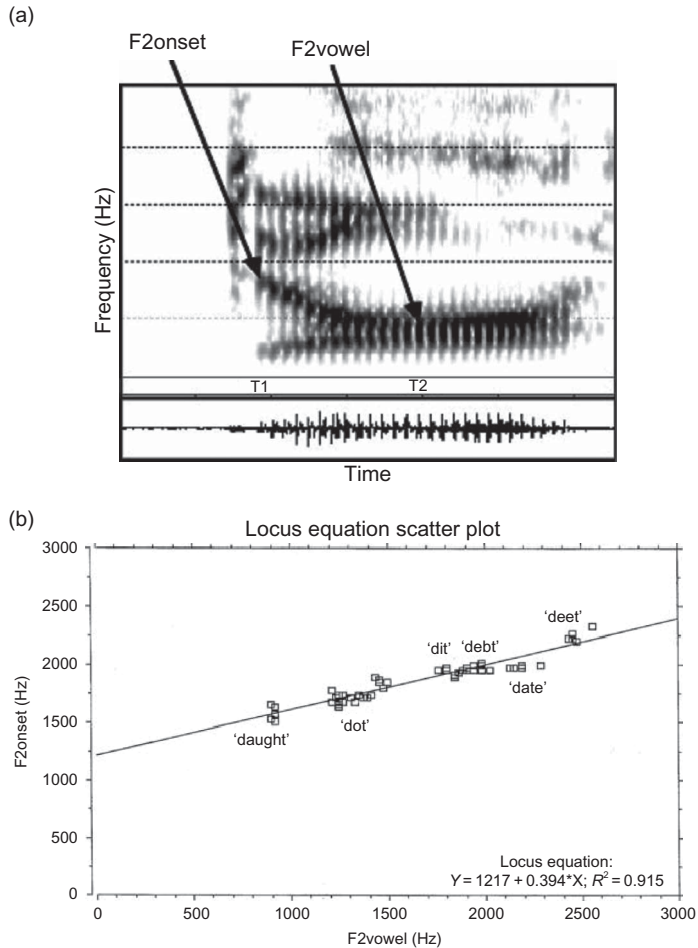 (a)
F2onset
F2vowel
Frequency (Hz)
T1 T2
Time
(b)
Locus equation scatter plot
3000
2500
2000
1500
1000
500
0
F2onset (Hz)
'deet'
'dit' 'debt'
'date'
'dot'
'daught'
Locus equation:
Y = 1217 + 0.394*X; R² = 0.915
0 500 1000 1500 2000 2500 3000
F2vowel (Hz)